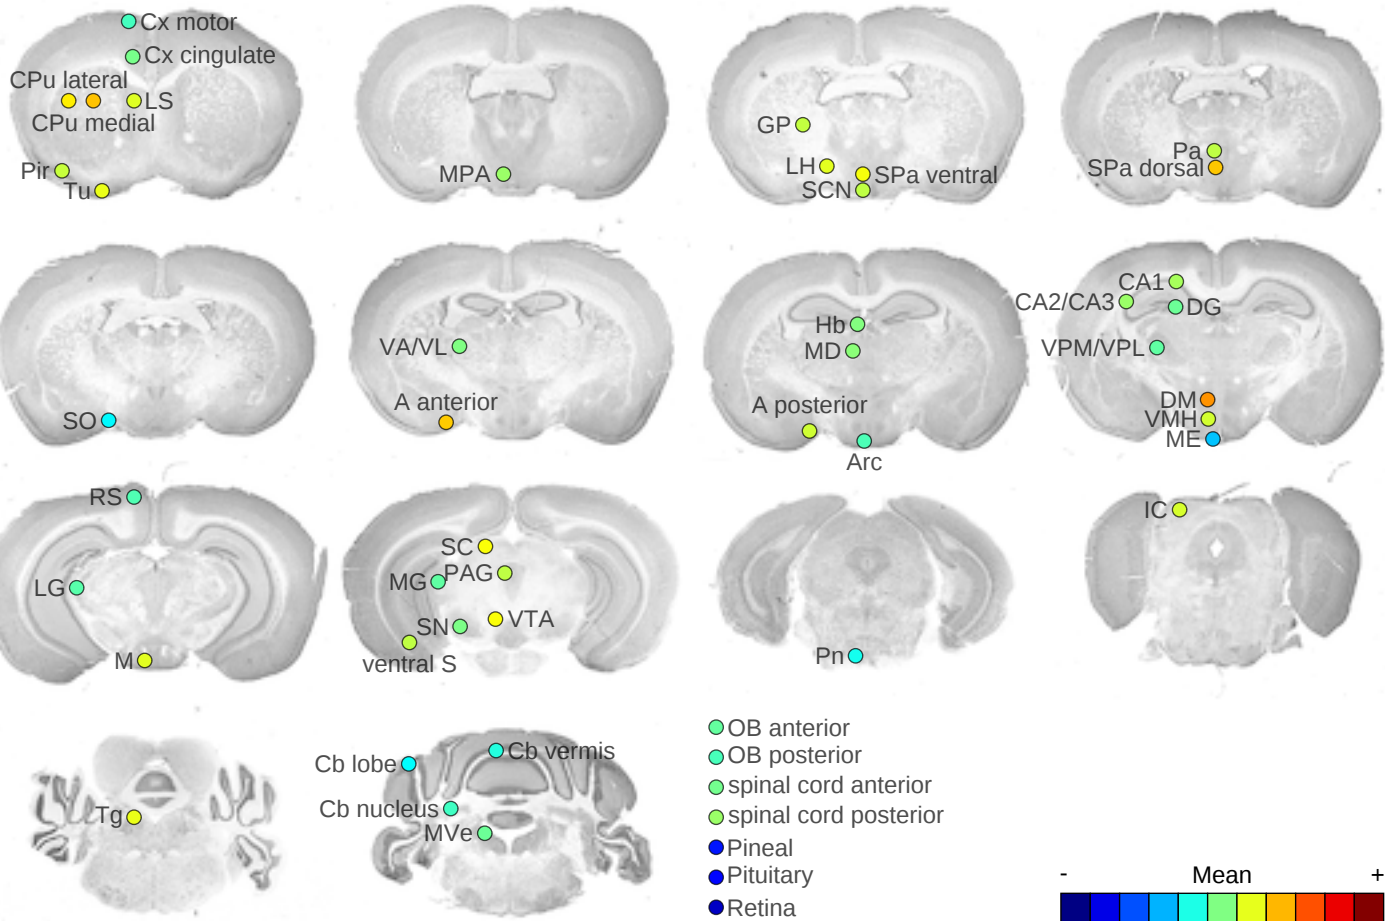 Cx motor
Cx cingulate
CPu lateral
LS
CPu medial
Pir
Tu
MPA
GP
LH
SPa ventral
SCN
Pa
SPa dorsal
SO
VA/VL
A anterior
Hb
MD
A posterior
Arc
CA1
CA2/CA3
DG
VPM/VPL
DM
VMH
ME
RS
LG
M
SC
MG
PAG
SN
VTA
ventral S
Pn
IC
Tg
Cb lobe
Cb vermis
Cb nucleus
MVe
OB anterior
OB posterior
spinal cord anterior
spinal cord posterior
Pineal
Pituitary
Retina
- Mean +